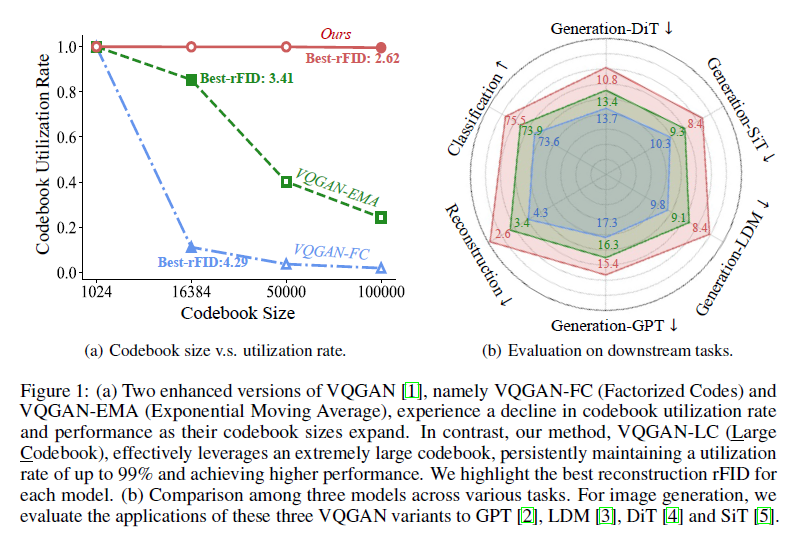 Ours
1.0
Best-rFID: 2.62
Best-rFID: 3.41
0.8
0.6
0.4
VQGAN-EMA
0.2
VQGAN-FC
Best-rFID:4.29
0.0
1024 16384 50000 100000
Codebook Size
Codebook Utilization Rate
(a) Codebook size v.s. utilization rate.
Generation-DiT ↓
Classification ↑
Generation-SiT ↓
10.8
13.4
13.7
75.5
73.9
73.6
8.4
9.3
10.3
4.3
3.4
2.6
9.8
9.1
8.4
17.3
16.3
15.4
Reconstruction ↓
Generation-LDM ↓
Generation-GPT ↓
(b) Evaluation on downstream tasks.
Figure 1: (a) Two enhanced versions of VQGAN [1], namely VQGAN-FC (Factorized Codes) and
VQGAN-EMA (Exponential Moving Average), experience a decline in codebook utilization rate
and performance as their codebook sizes expand. In contrast, our method, VQGAN-LC (Large
Codebook), effectively leverages an extremely large codebook, persistently maintaining a utilization
rate of up to 99% and achieving higher performance. We highlight the best reconstruction rFID for
each model. (b) Comparison among three models across various tasks. For image generation, we
evaluate the applications of these three VQGAN variants to GPT [2], LDM [3], DiT [4] and SiT [5].